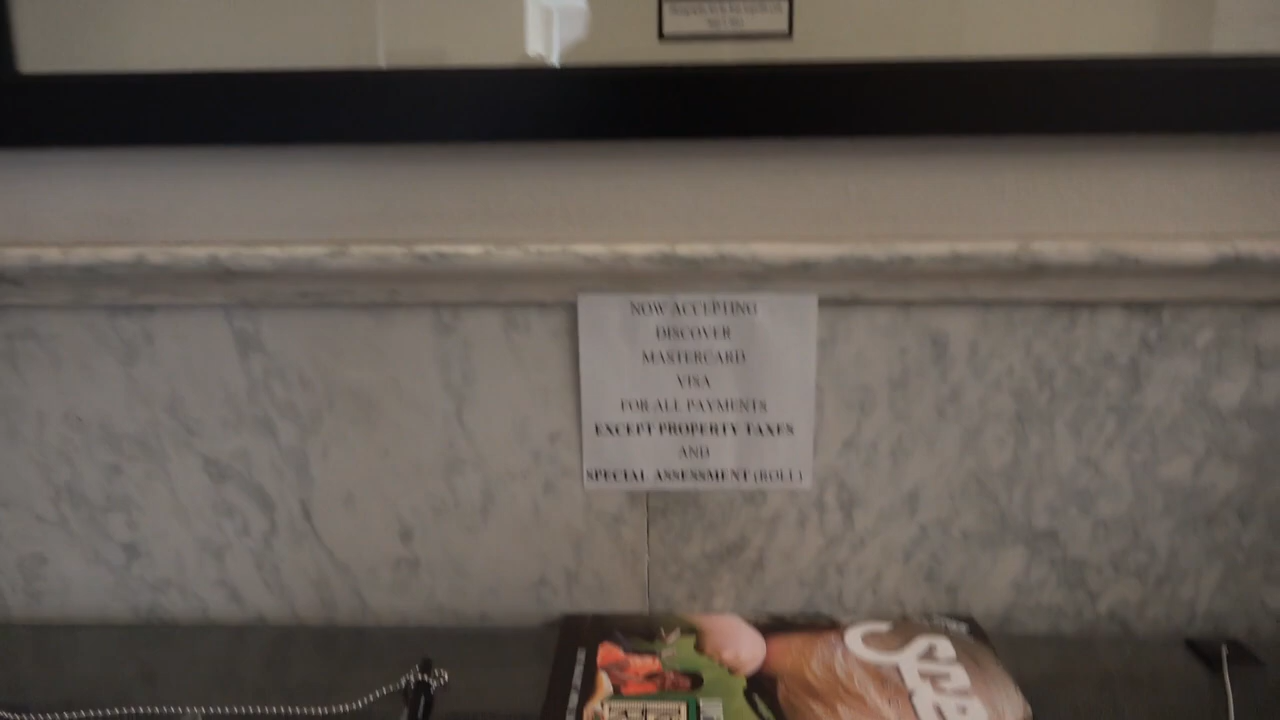 NOW ACCEPTING
DISCOVER
MASTERCARD
VISA
FOR ALL PAYMENTS
EXCEPT PROPERTY TAXES
AND
SPECIAL ASSESSMENT (ROLL)